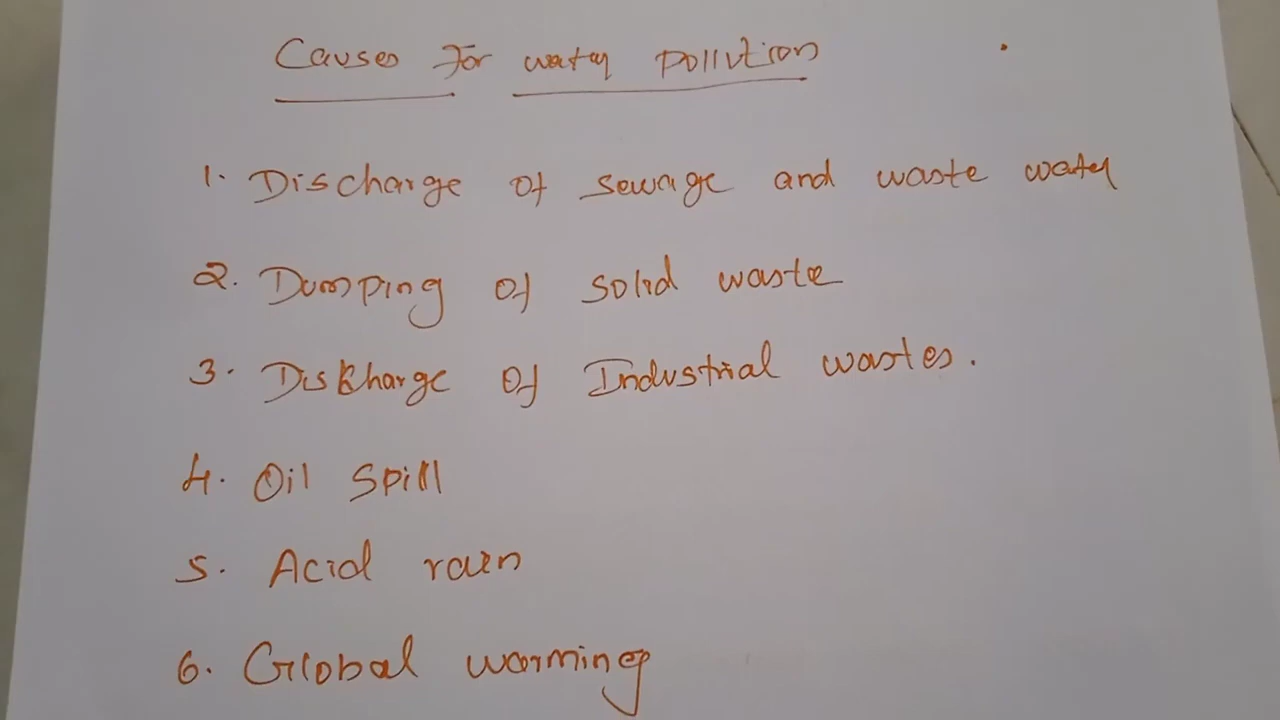 Causes for water pollution
1. Discharge of sewage and waste water
2. Dumping of solid waste
3. Discharge of Industrial wastes.
4. Oil spill
5. Acid rain
6. Global warming